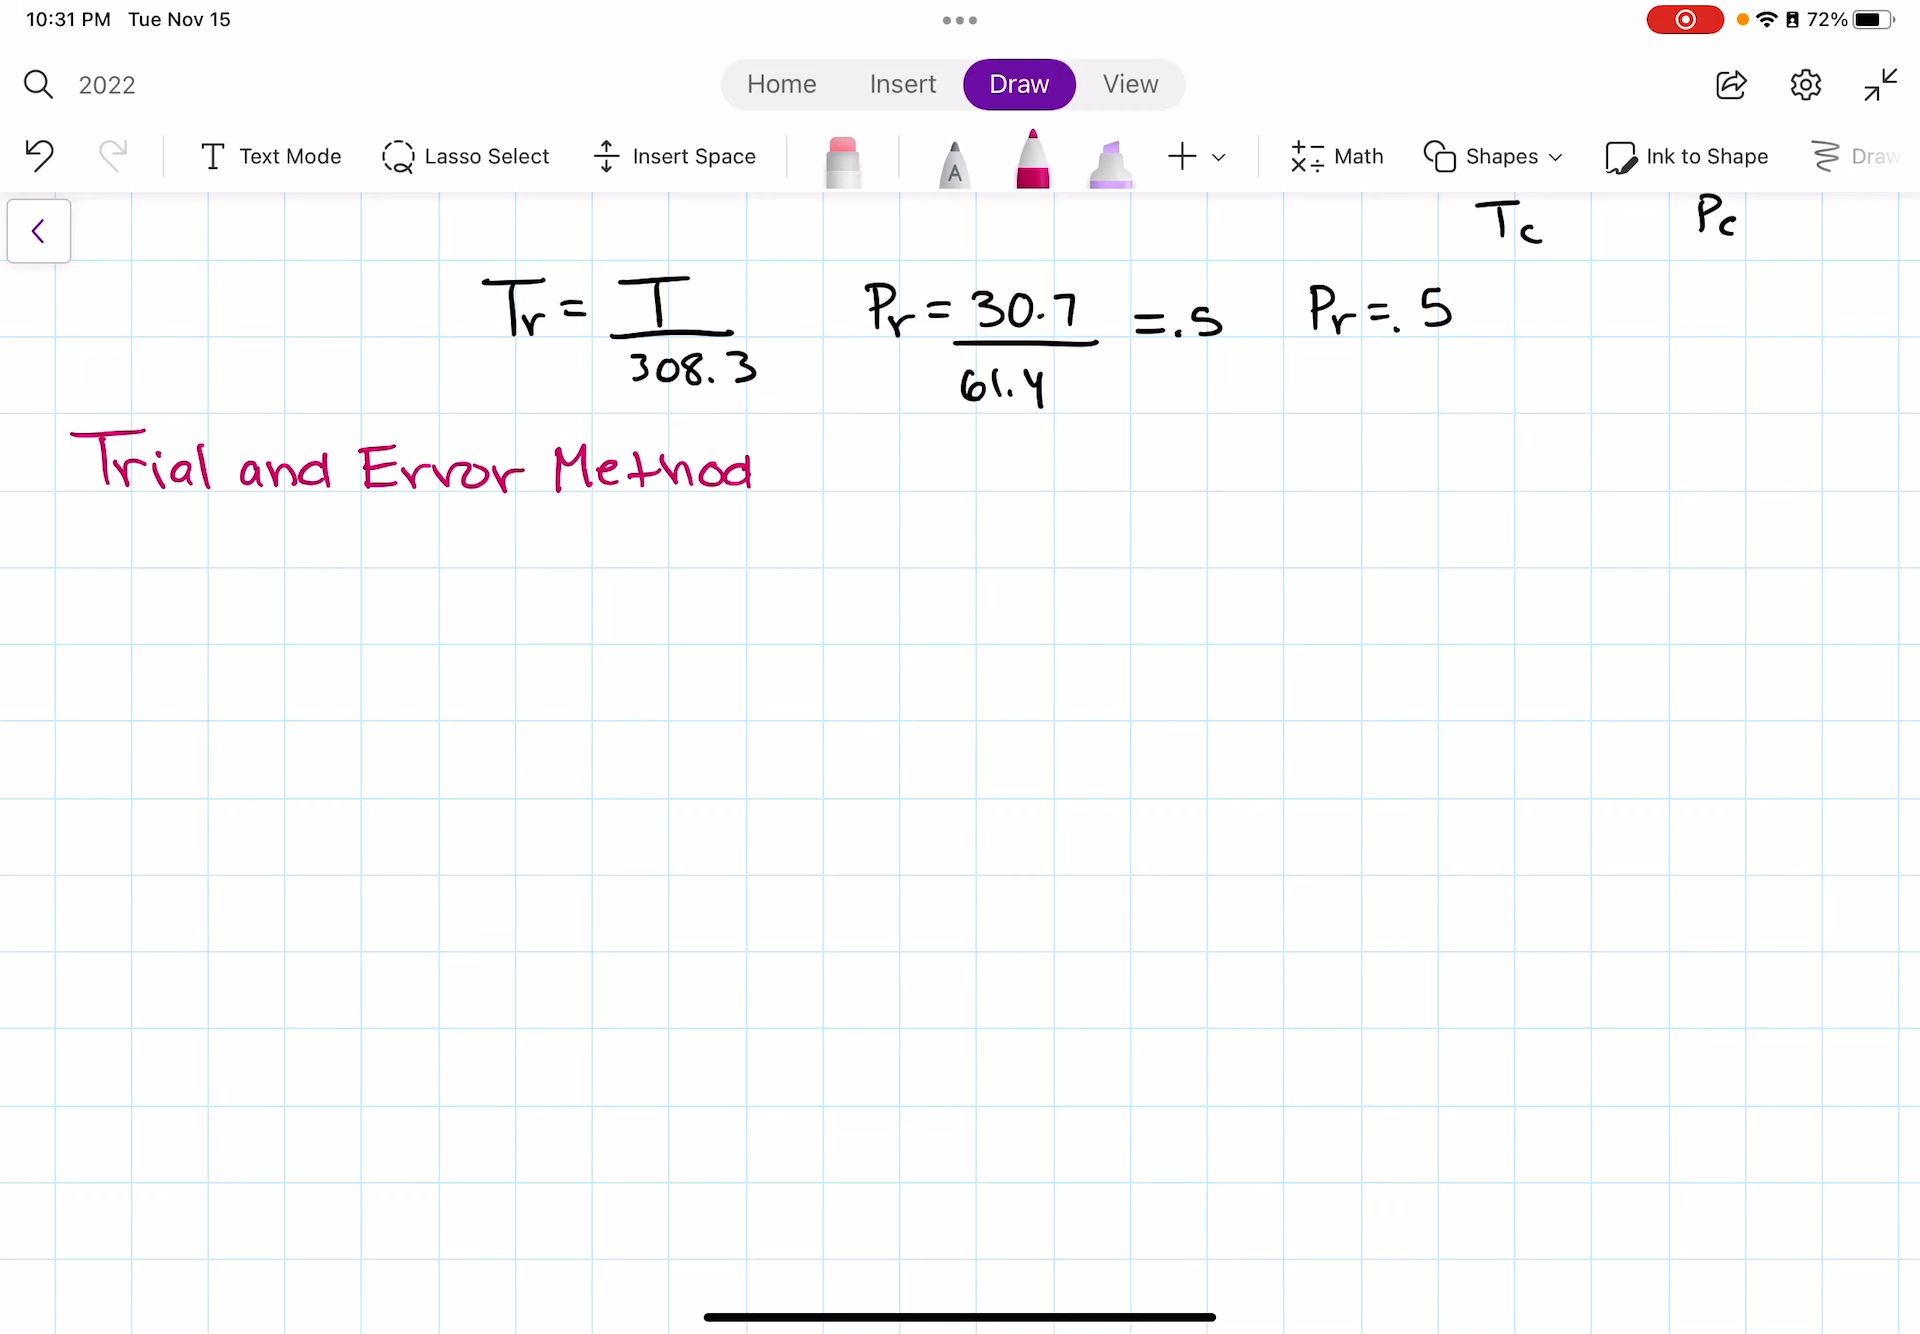 10:31 PM Tue Nov 15 72%
2022 Home Insert Draw View
Text Mode Lasso Select A Insert Space Math Shapes Ink to Shape Draw
Tc Pc
Tr = T / 308.3 Pr = 30.7 / 61.4 = .5 Pr = .5
Trial and Error Method